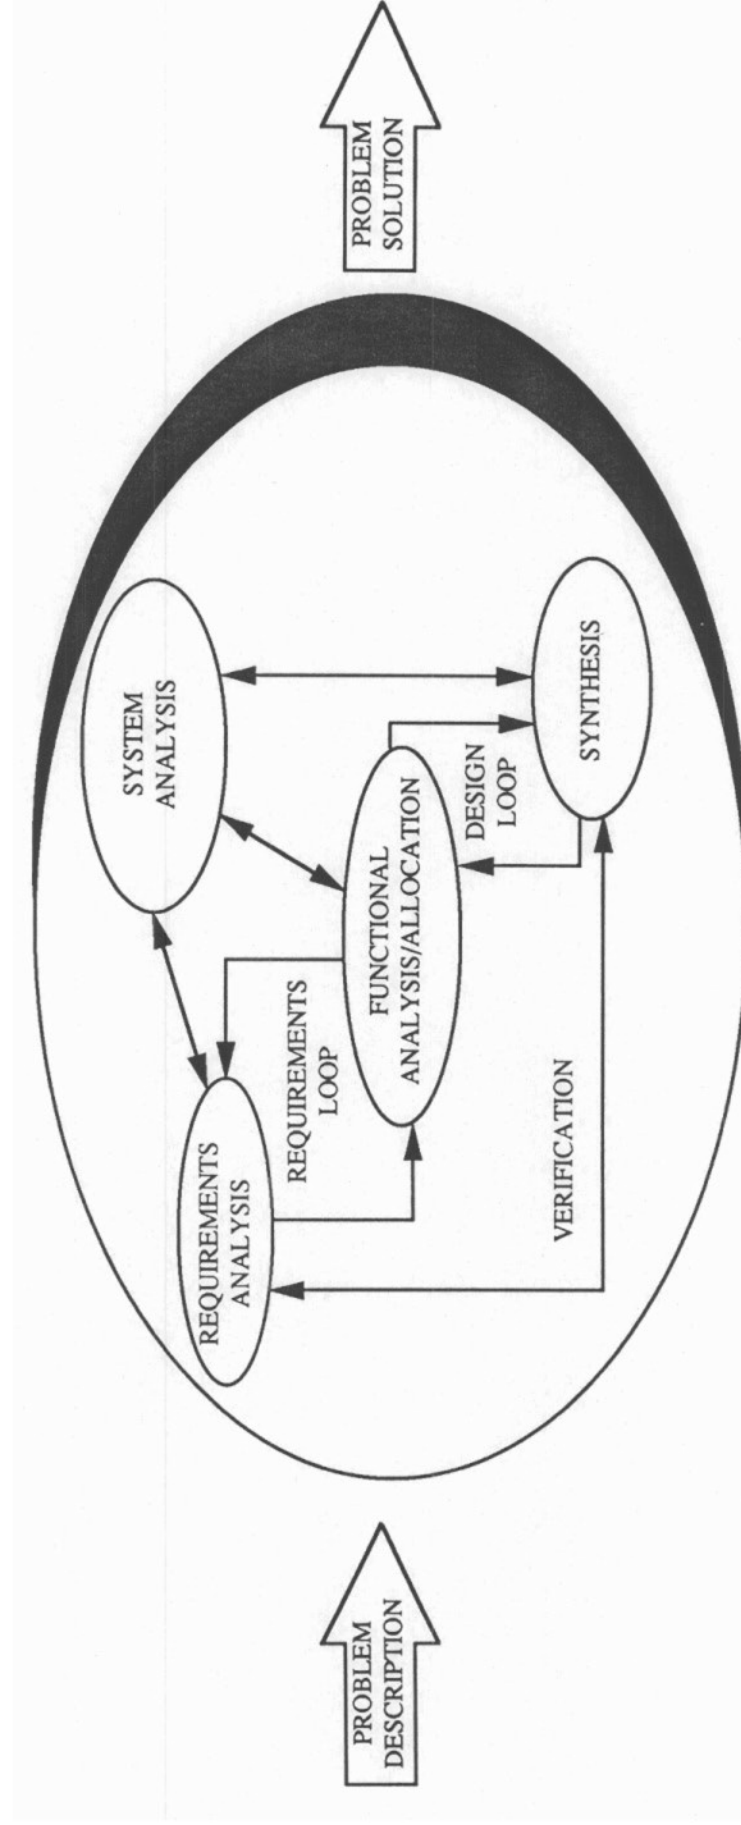 PROBLEM
DESCRIPTION
REQUIREMENTS
ANALYSIS
REQUIREMENTS
LOOP
SYSTEM
ANALYSIS
FUNCTIONAL
ANALYSIS/ALLOCATION
DESIGN
LOOP
VERIFICATION
SYNTHESIS
PROBLEM
SOLUTION